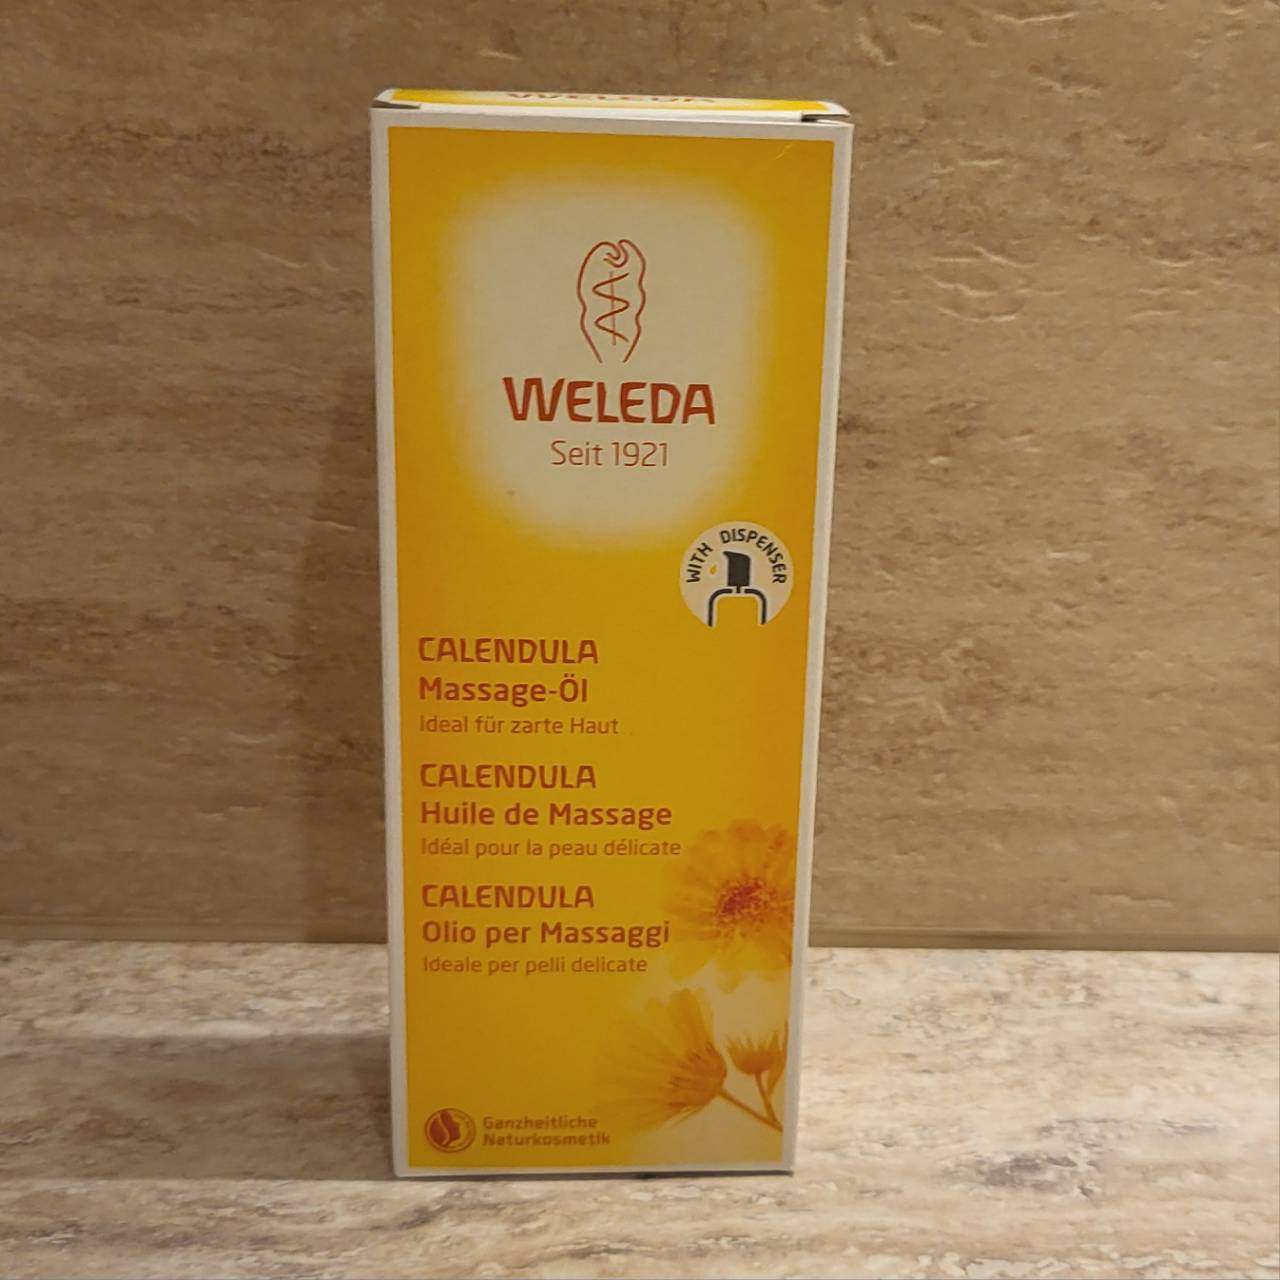 WELEDA
WELEDA
Seit 1921
WITH DISPENSER
CALENDULA
Massage-Öl
Ideal für zarte Haut
CALENDULA
Huile de Massage
Idéal pour la peau délicate
CALENDULA
Olio per Massaggi
Ideale per pelli delicate
Ganzheitliche
Naturkosmetik